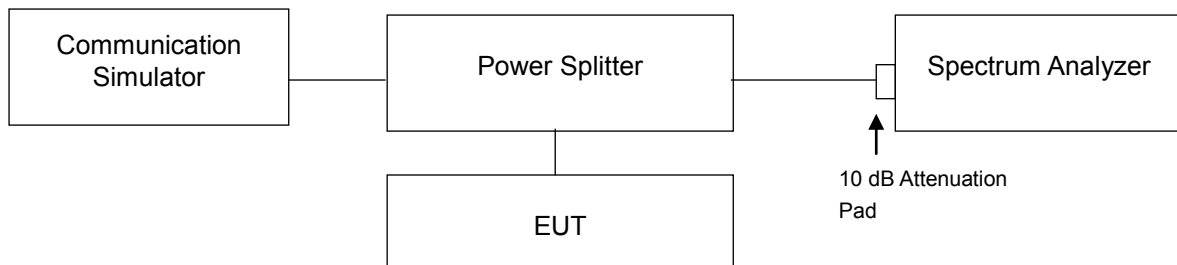 Communication
Simulator
Power Splitter
Spectrum Analyzer
10 dB Attenuation
Pad
EUT